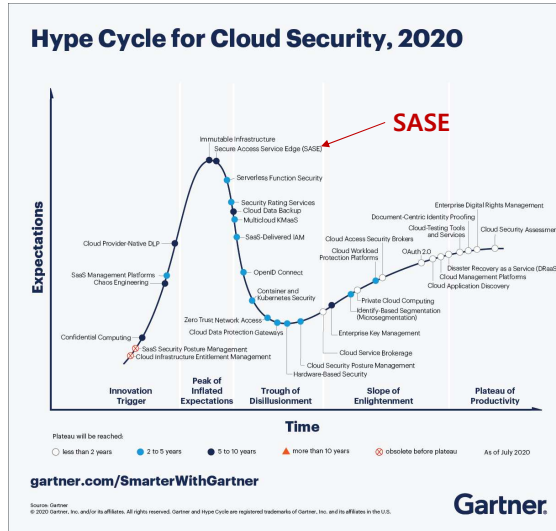 Hype Cycle for Cloud Security, 2020
SASE
Immutable Infrastructure
Secure Access Service Edge (SASE)
Serverless Function Security
Security Rating Services
Cloud Data Backup
Multicloud KMaaS
SaaS-Delivered IAM
Cloud Provider-Native DLP
SaaS Management Platforms
Chaos Engineering
OpenID Connect
Container and
Kubernetes Security
Zero Trust Network Access
Cloud Data Protection Gateways
Confidential Computing
SaaS Security Posture Management
Cloud Infrastructure Entitlement Management
Cloud Security Posture Management
Hardware-Based Security
Cloud Service Brokerage
Enterprise Key Management
Identify-Based Segmentation
(Microsegmentation)
Private Cloud Computing
Cloud Workload
Protection Platforms
Cloud Access Security Brokers
OAuth 2.0
Cloud Application Discovery
Cloud Management Platforms
Disaster Recovery as a Service (DRaaS
Cloud-Testing Tools
and Services
Document-Centric Identity Proofing
Enterprise Digital Rights Management
Cloud Security Assessmen
Expectations
Innovation
Trigger
Peak of
Inflated
Expectations
Trough of
Disillusionment
Slope of
Enlightenment
Plateau of
Productivity
Time
Plateau will be reached:
less than 2 years
2 to 5 years
5 to 10 years
more than 10 years
obsolete before plateau
As of July 2020
gartner.com/SmarterWithGartner
Source: Gartner
© 2020 Gartner, Inc. and/or its affiliates. All rights reserved. Gartner and Hype Cycle are registered trademarks of Gartner, Inc. and its affiliates in the U.S.
Gartner.